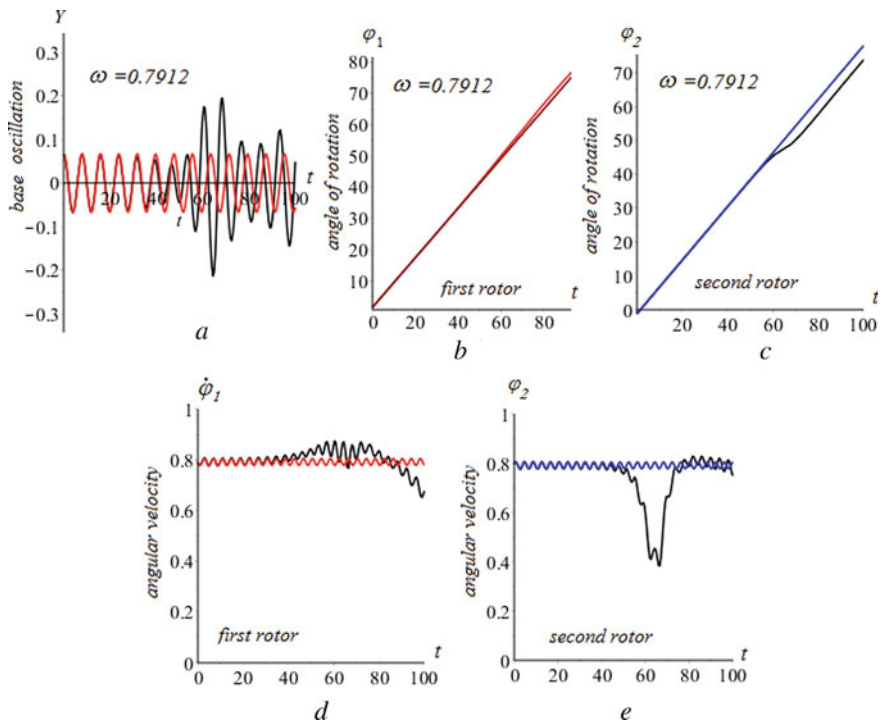 Y
base oscillation
0.3
0.2
0.1
0
−0.1
−0.2
−0.3
ω =0.7912
20
40
80
100
t
t
a
φ1
angle of rotation
80
70
60
50
40
30
20
10
ω =0.7912
first rotor
t
0
20
40
60
80
b
φ2
angle of rotation
70
60
50
40
30
20
10
0
ω =0.7912
second rotor
t
20
40
60
80
100
c
φ̇1
angular velocity
1
0.8
0.6
0.4
0.2
0
first rotor
t
0
20
40
60
80
100
d
φ2
angular velocity
1
0.8
0.6
0.4
0.2
0
second rotor
t
0
20
40
60
80
100
e